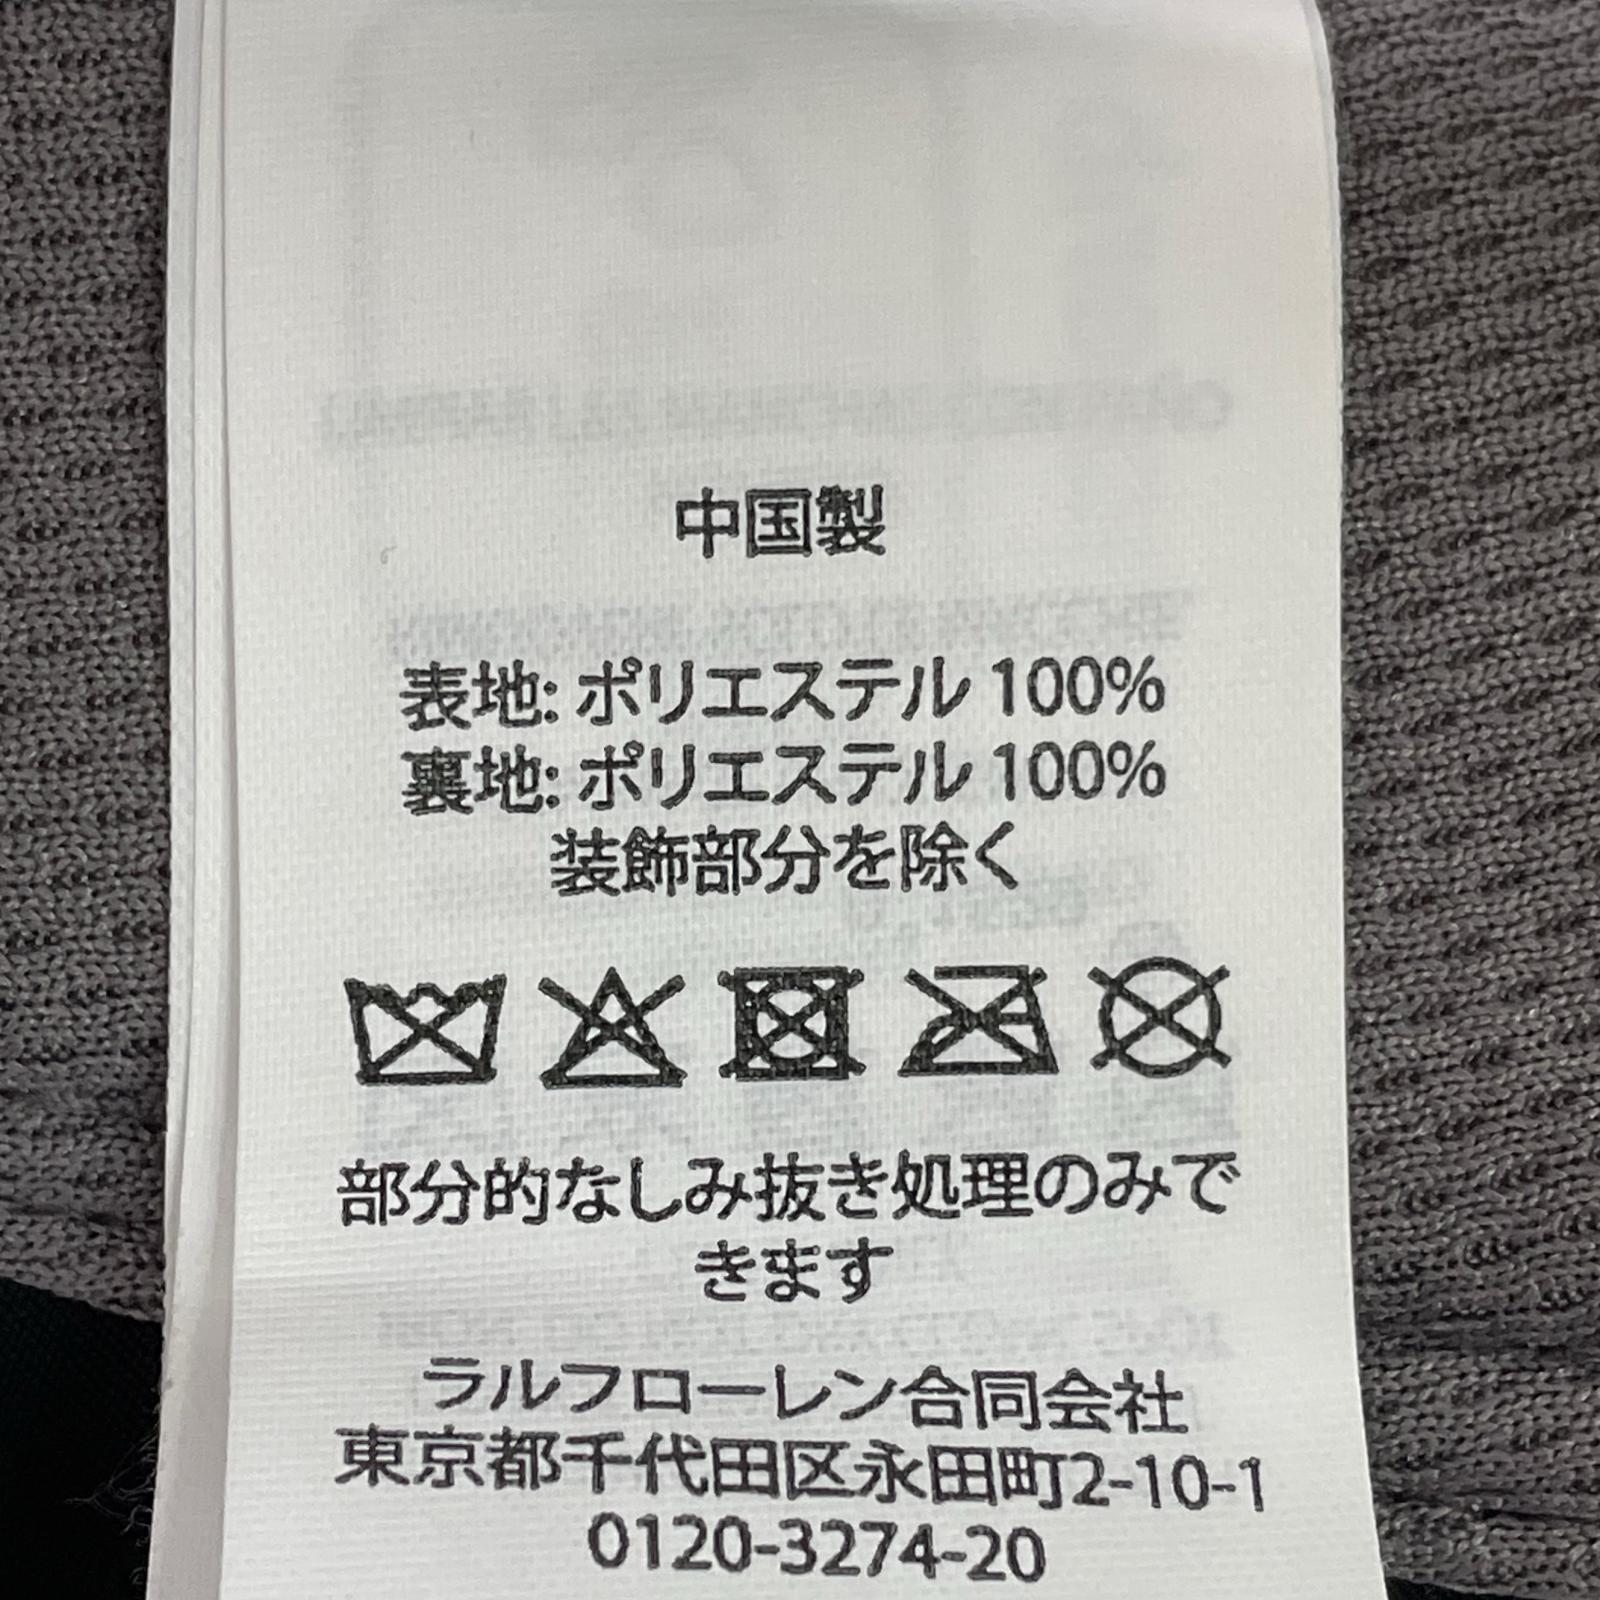 中国製
表地: ポリエステル 100%
裏地: ポリエステル 100%
装飾部分を除く
部分的なしみ抜き処理のみで
きます
ラルフローレン合同会社
東京都千代田区永田町2-10-1
0120-3274-20